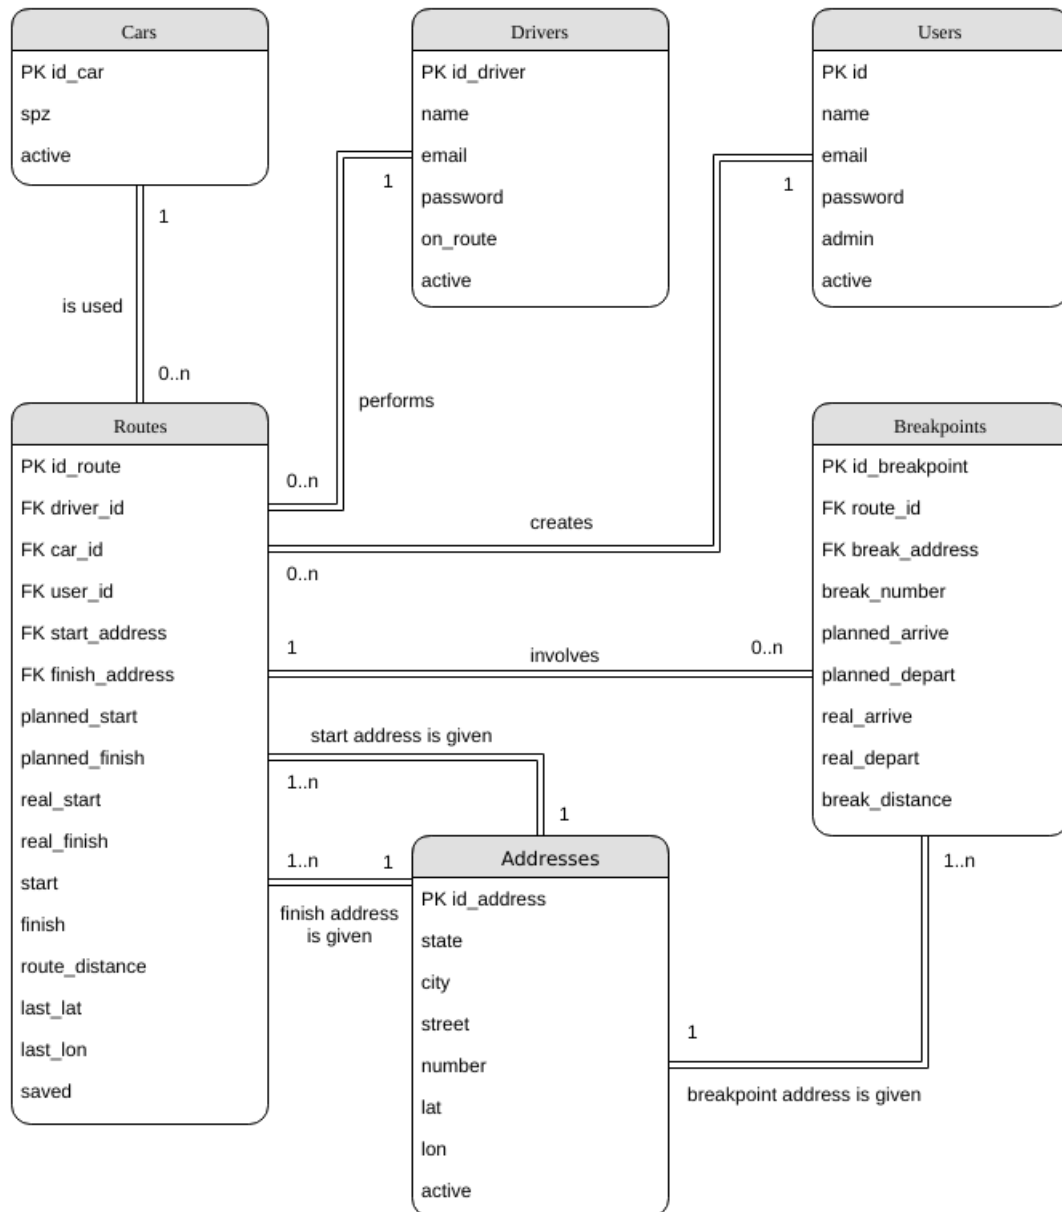 Cars
PK id_car
spz
active
Drivers
PK id_driver
name
email
password
on_route
active
Users
PK id
name
email
password
admin
active
1
is used
0..n
1
performs
0..n
1
creates
0..n
Routes
PK id_route
FK driver_id
FK car_id
FK user_id
FK start_address
FK finish_address
planned_start
planned_finish
real_start
real_finish
start
finish
route_distance
last_lat
last_lon
saved
Breakpoints
PK id_breakpoint
FK route_id
FK break_address
break_number
planned_arrive
planned_depart
real_arrive
real_depart
break_distance
1
involves
0..n
start address is given
1..n
1
1..n
1
finish address
is given
Addresses
PK id_address
state
city
street
number
lat
lon
active
1..n
1
breakpoint address is given